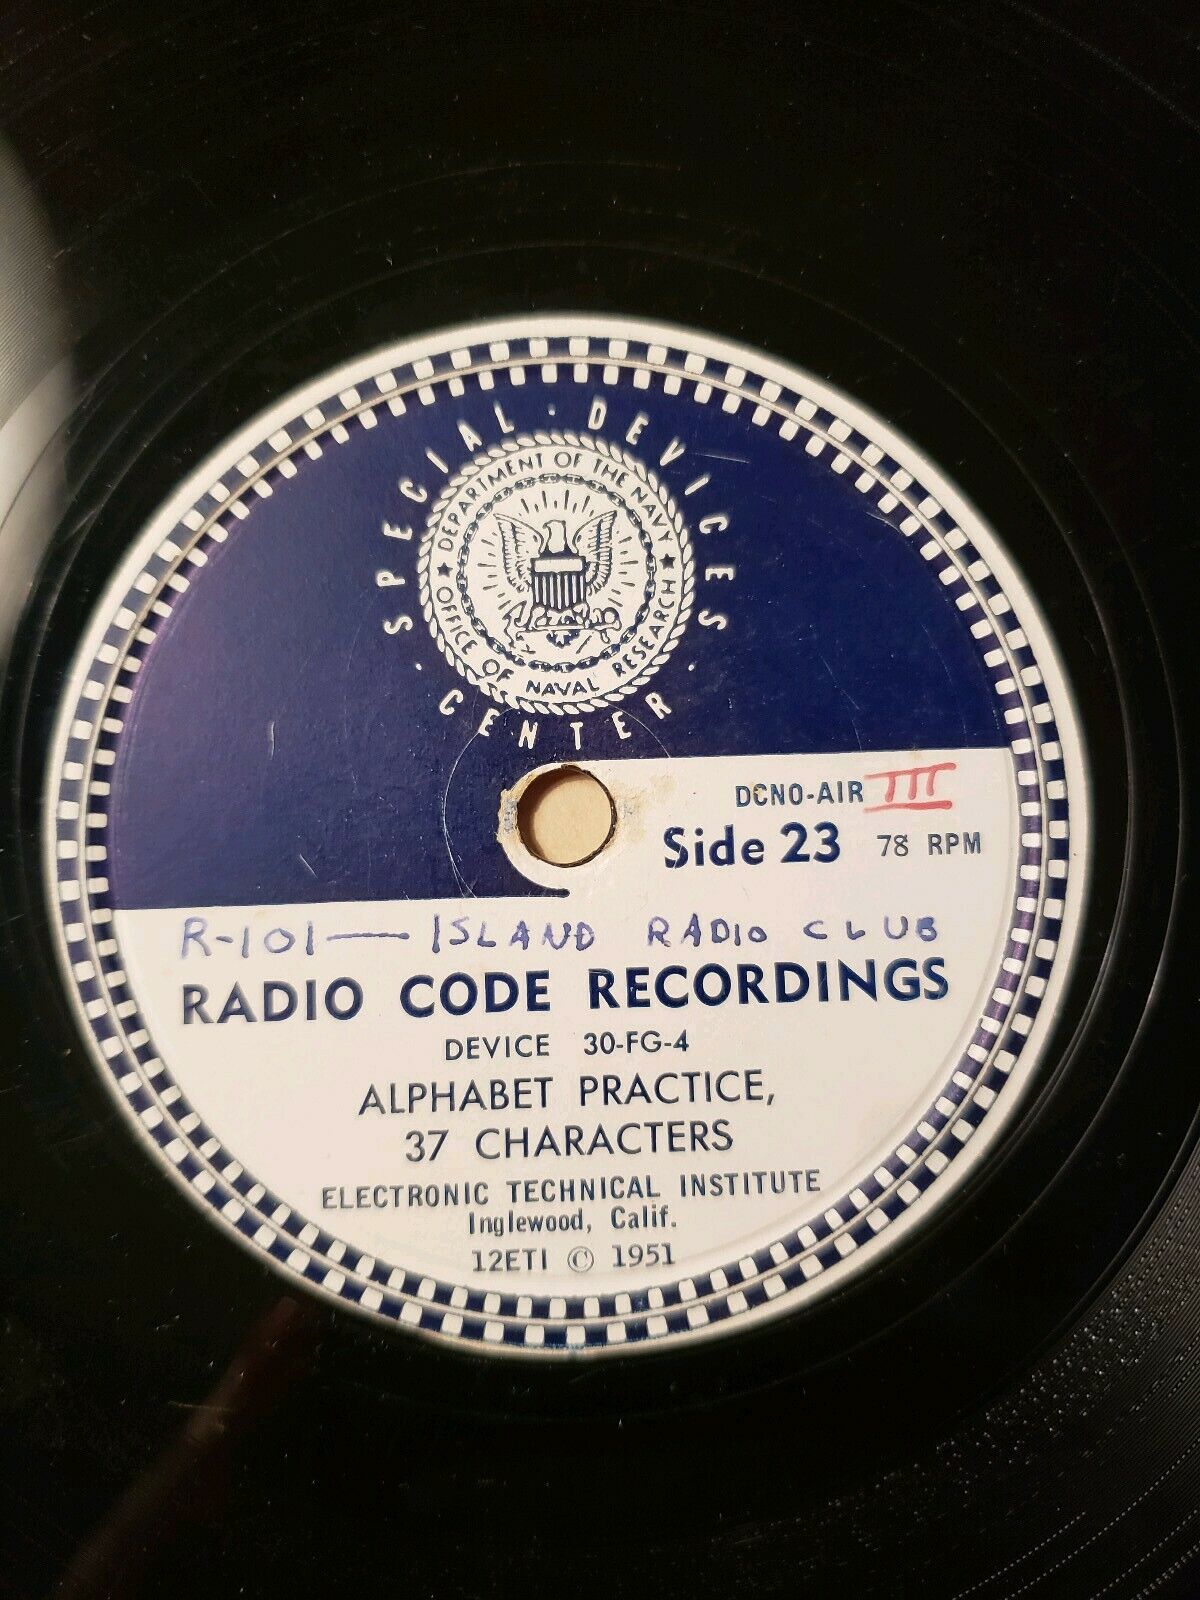 · SPECIAL · DEVICES ·
CENTER
★ DEPARTMENT OF THE NAVY ★
OFFICE OF NAVAL RESEARCH
DCNO-AIR III
Side 23 78 RPM
R-101 — ISLAND RADIO CLUB
RADIO CODE RECORDINGS
DEVICE 30-FG-4
ALPHABET PRACTICE,
37 CHARACTERS
ELECTRONIC TECHNICAL INSTITUTE
Inglewood, Calif.
12ETI © 1951